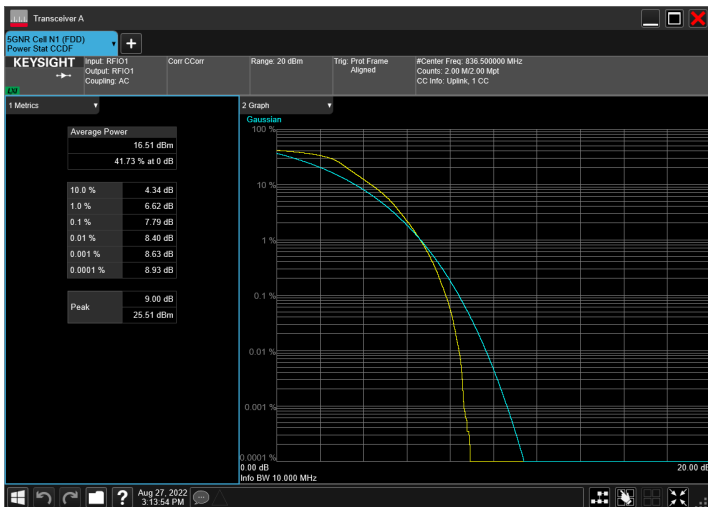 Transceiver A
5GNR Cell N1 (FDD)
Power Stat CCDF
KEYSIGHT
LXI
Input: RFIO1
Output: RFIO1
Coupling: AC
Corr CCorr
Range: 20 dBm
Trig: Prot Frame
Aligned
#Center Freq: 836.500000 MHz
Counts: 2.00 M/2.00 Mpt
CC Info: Uplink, 1 CC
1 Metrics
Average Power
16.51 dBm
41.73 % at 0 dB
10.0 % 4.34 dB
1.0 % 6.62 dB
0.1 % 7.79 dB
0.01 % 8.40 dB
0.001 % 8.63 dB
0.0001 % 8.93 dB
Peak
9.00 dB
25.51 dBm
2 Graph
Gaussian
100 %
10 %
1 %
0.1 %
0.01 %
0.001 %
0.0001 %
0.00 dB
20.00 dB
Info BW 10.000 MHz
?
Aug 27, 2022
3:13:54 PM